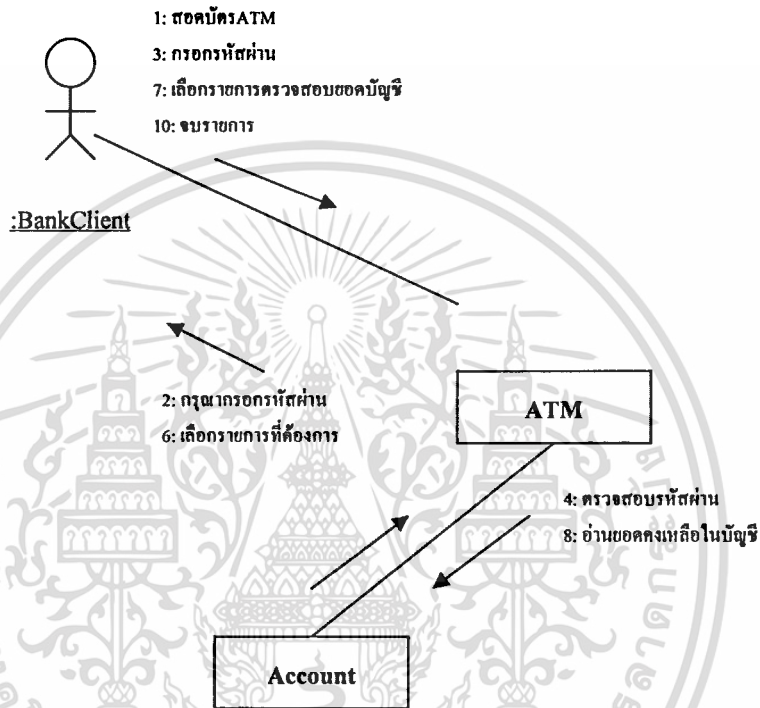 1: สอดบัตรATM
3: กรอกรหัสผ่าน
7: เลือกรายการตรวจสอบยอดบัญชี
10: จบรายการ
:BankClient
2: กรุณากรอกรหัสผ่าน
6: เลือกรายการที่ต้องการ
ATM
4: ตรวจสอบรหัสผ่าน
8: อ่านยอดคงเหลือในบัญชี
Account